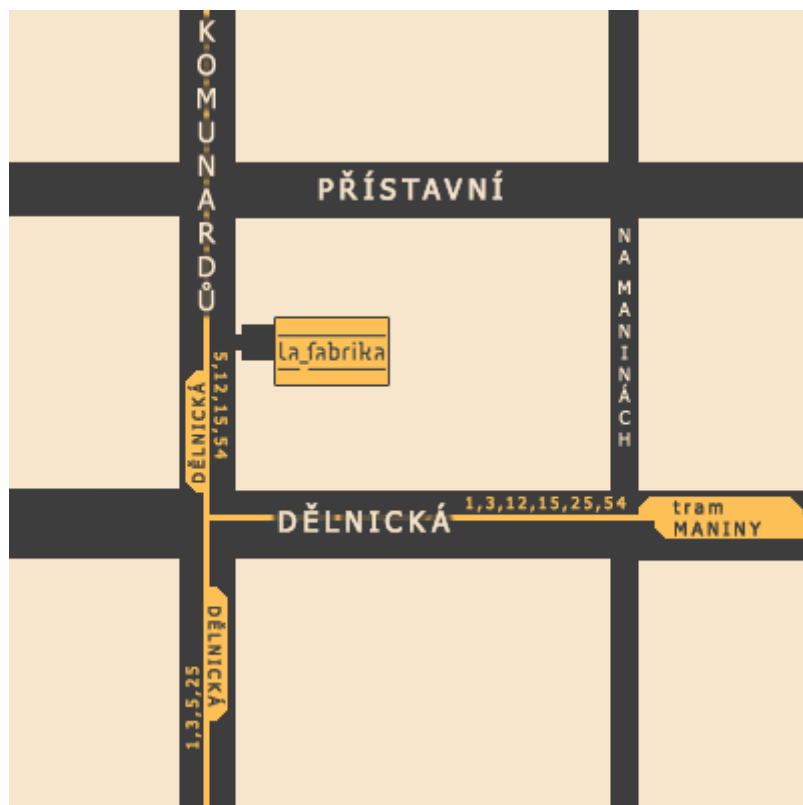 KOMUNARDŮ
PŘÍSTAVNÍ
NA MANINÁCH
la_fabrika
5,12,15,54
DĚLNICKÁ
1,3,12,15,25,54
tram
MANINY
DĚLNICKÁ
DĚLNICKÁ
1,3,5,25